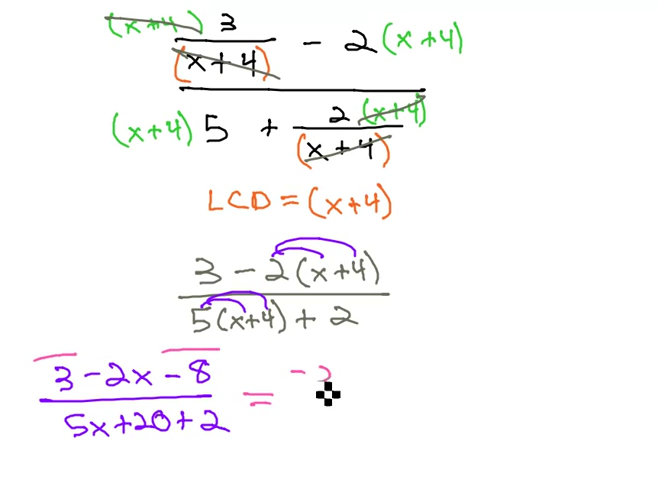 (x+4) 3
(x+4) - 2(x+4)
(x+4) 5 + 2(x+4)
(x+4)
LCD = (x+4)
3 - 2(x+4)
5(x+4) + 2
3 - 2x - 8
5x + 20 + 2 =